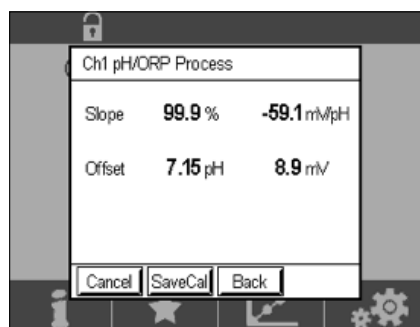 Ch1 pH/ORP Process
Slope 99.9 % -59.1 mV/pH
Offset 7.15 pH 8.9 mV
Cancel SaveCal Back